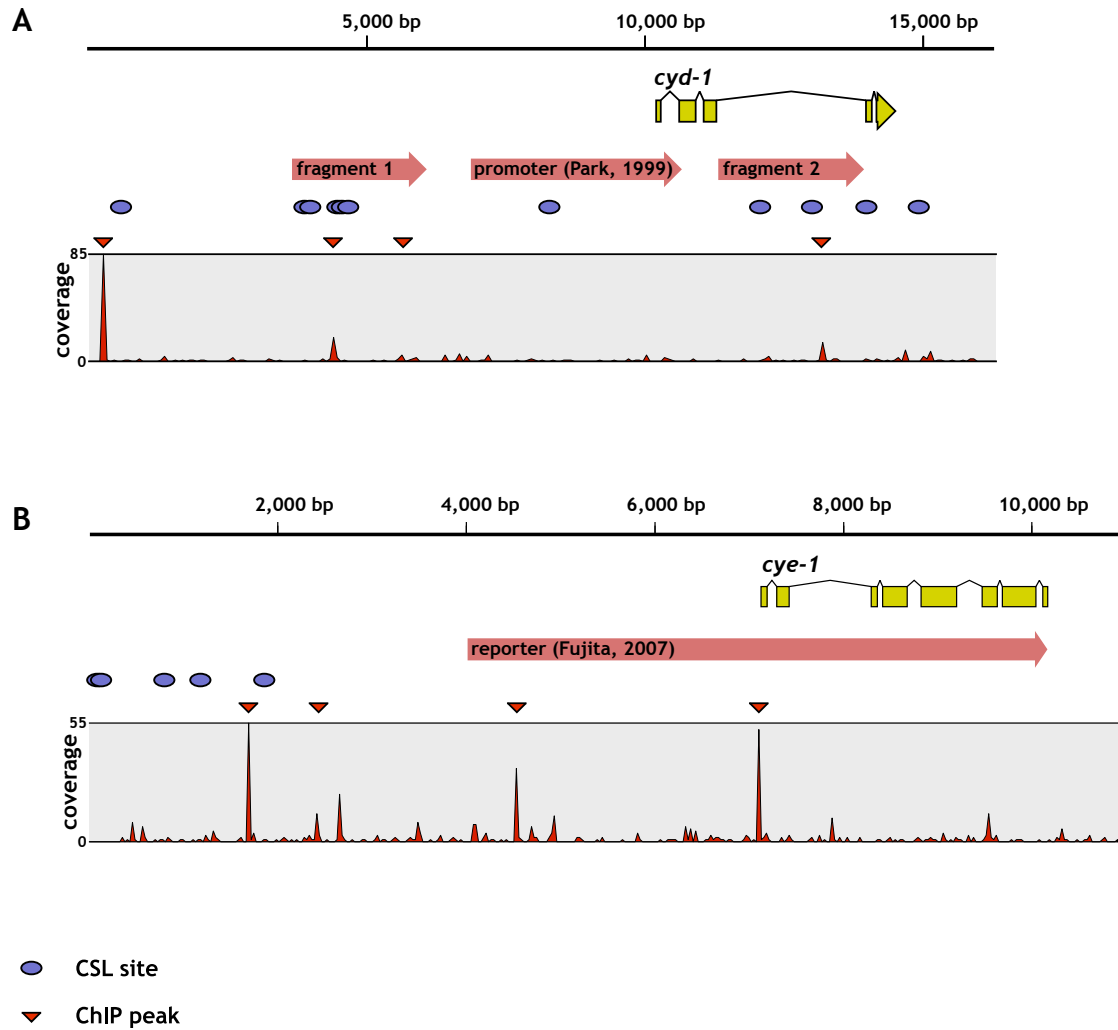 A
5,000 bp 10,000 bp 15,000 bp
cyd-1
fragment 1 promoter (Park, 1999) fragment 2
85
coverage
0
B
2,000 bp 4,000 bp 6,000 bp 8,000 bp 10,000 bp
cye-1
reporter (Fujita, 2007)
55
coverage
0
CSL site
ChIP peak